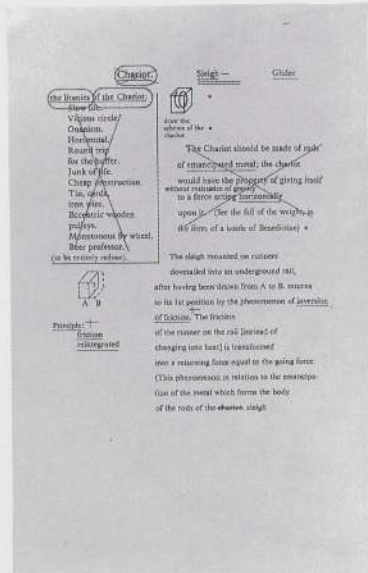 Chariot.
Sleigh —
Glider
the litanies of the Chariot:
Slow life.
Vicious circle.
Onanism.
Horizontal.
Round trip
for the buffer.
Junk of life.
Cheap construction.
Tin, cords,
iron wire.
Eccentric wooden
pulleys.
Monotonous fly wheel.
Beer professor.
(to be entirely redone).
A B
Principle:
friction
reintegrated
draw the
sphere of the
chariot
The Chariot should be made of rods
of emancipated metal; the chariot
would have the property of giving itself
without resistance of gravity
to a force acting horizontally
upon it. (See the fall of the weight, in
the form of a bottle of Benedictine)
The sleigh mounted on runners
dovetailed into an underground rail,
after having been drawn from A to B, returns
to its 1st position by the phenomenon of inversion
of friction. The friction
of the runner on the rail [instead of
changing into heat] is transformed
into a returning force equal to the going force.
(This phenomenon in relation to the emancipa-
tion of the metal which forms the body
of the rods of the chariot sleigh